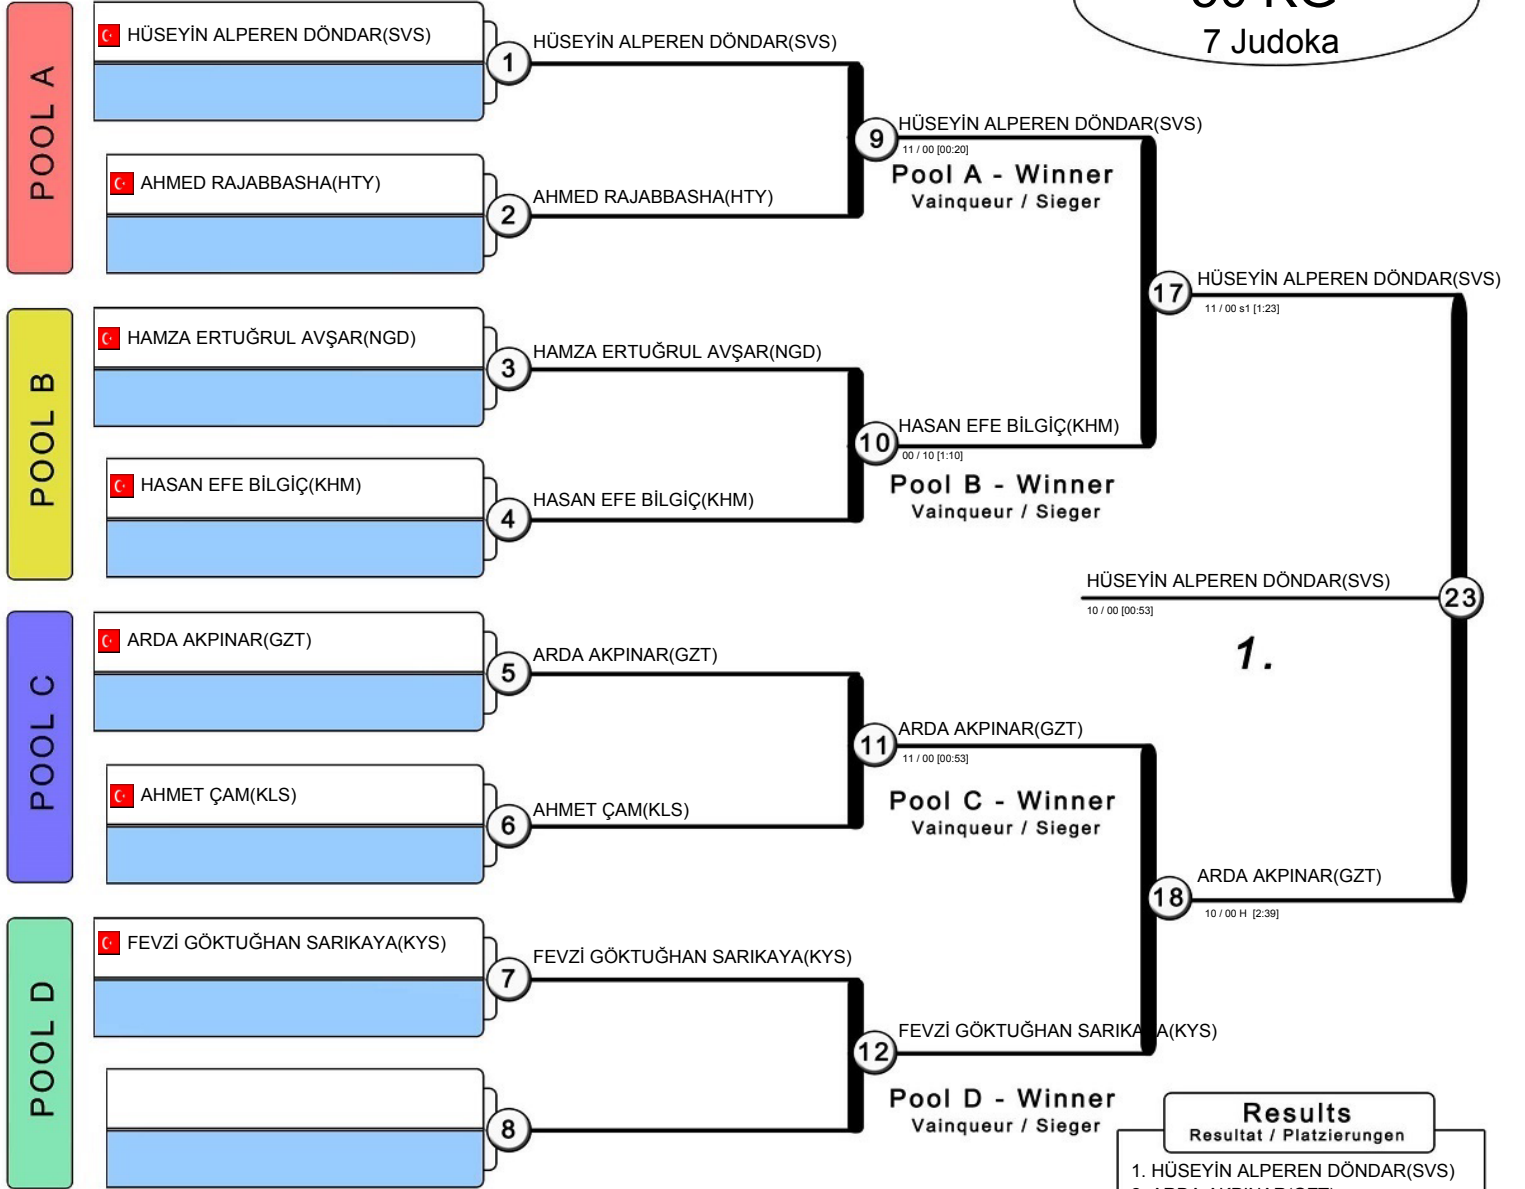 POOL A
HÜSEYİN ALPEREN DÖNDAR(SVS)
1
HÜSEYİN ALPEREN DÖNDAR(SVS)
AHMED RAJABBASHA(HTY)
2
AHMED RAJABBASHA(HTY)
9
HÜSEYİN ALPEREN DÖNDAR(SVS)
11 / 00 [00:20]
Pool A - Winner
Vainqueur / Sieger
7 Judoka
POOL B
HAMZA ERTUĞRUL AVŞAR(NGD)
3
HAMZA ERTUĞRUL AVŞAR(NGD)
HASAN EFE BİLGİÇ(KHM)
4
HASAN EFE BİLGİÇ(KHM)
10
HASAN EFE BİLGİÇ(KHM)
00 / 10 [1:10]
Pool B - Winner
Vainqueur / Sieger
17
HÜSEYİN ALPEREN DÖNDAR(SVS)
11 / 00 s1 [1:23]
HÜSEYİN ALPEREN DÖNDAR(SVS)
23
10 / 00 [00:53]
1.
POOL C
ARDA AKPINAR(GZT)
5
ARDA AKPINAR(GZT)
AHMET ÇAM(KLS)
6
AHMET ÇAM(KLS)
11
ARDA AKPINAR(GZT)
11 / 00 [00:53]
Pool C - Winner
Vainqueur / Sieger
18
ARDA AKPINAR(GZT)
10 / 00 H [2:39]
POOL D
FEVZİ GÖKTUĞHAN SARIKAYA(KYS)
7
FEVZİ GÖKTUĞHAN SARIKAYA(KYS)
8
12
FEVZİ GÖKTUĞHAN SARIKAYA(KYS)
Pool D - Winner
Vainqueur / Sieger
Results
Resultat / Platzierungen
1. HÜSEYİN ALPEREN DÖNDAR(SVS)